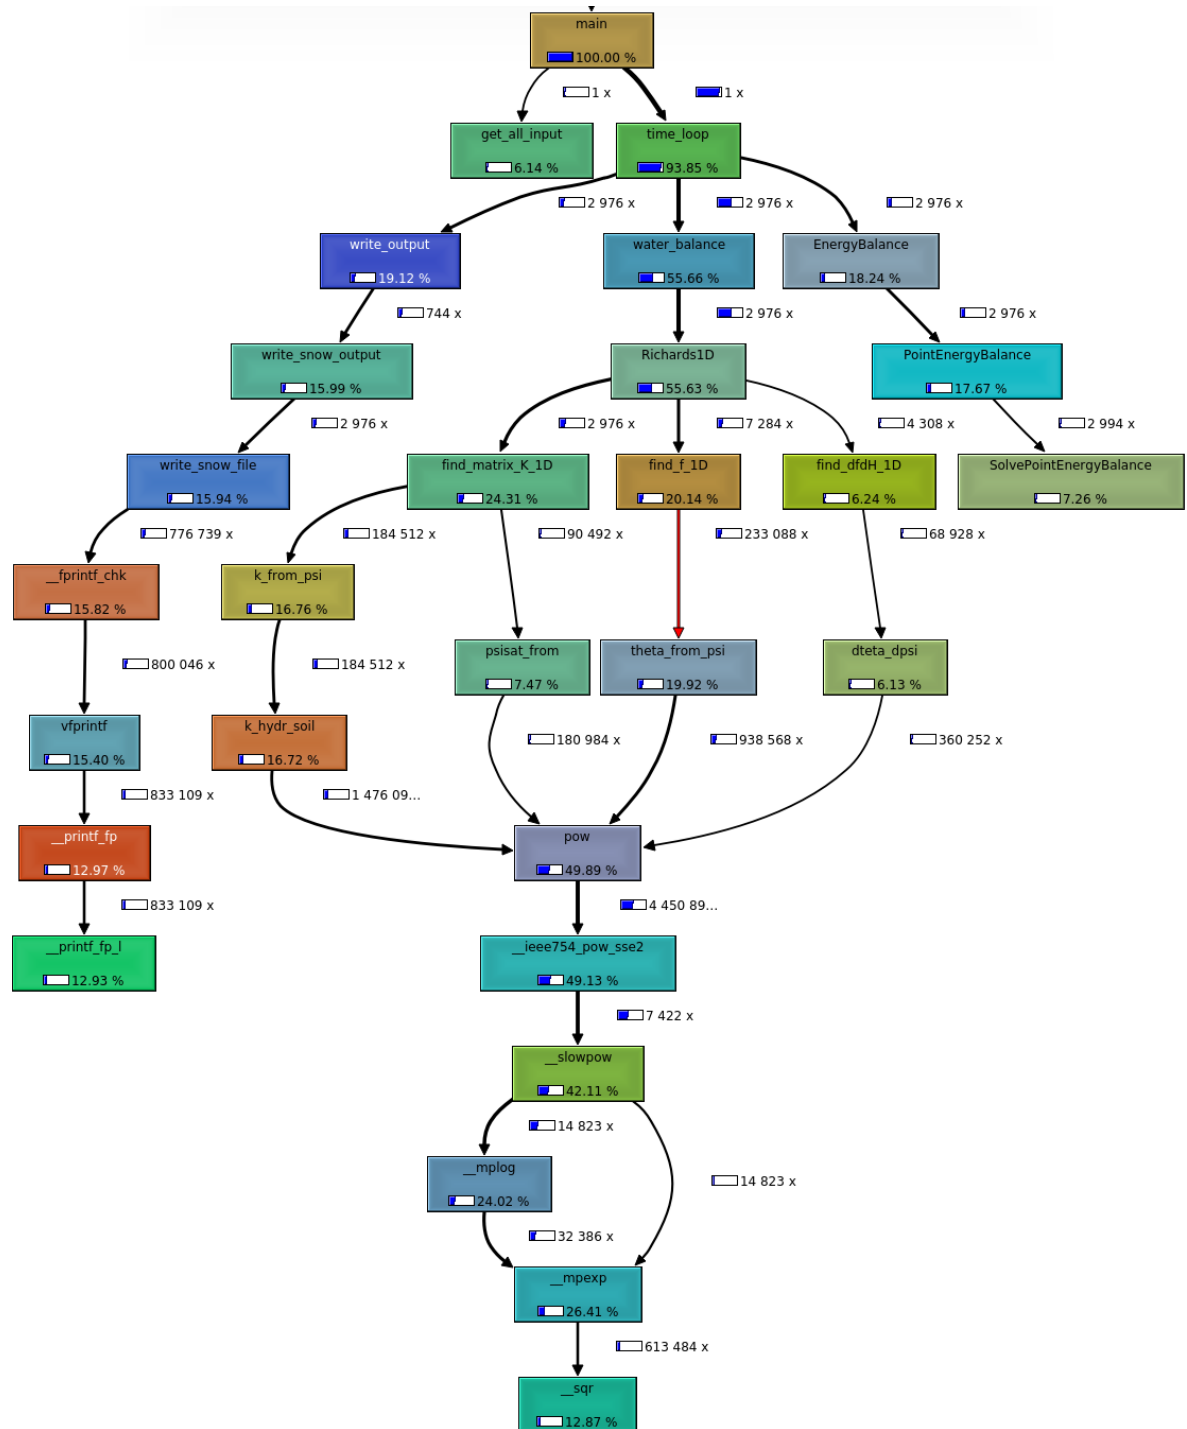 main
100.00 %
1 x
1 x
get_all_input
6.14 %
time_loop
93.85 %
2 976 x
2 976 x
2 976 x
write_output
19.12 %
water_balance
55.66 %
EnergyBalance
18.24 %
744 x
2 976 x
2 976 x
write_snow_output
15.99 %
Richards1D
55.63 %
PointEnergyBalance
17.67 %
2 976 x
2 976 x
7 284 x
4 308 x
2 994 x
write_snow_file
15.94 %
find_matrix_K_1D
24.31 %
find_f_1D
20.14 %
find_dfdH_1D
6.24 %
SolvePointEnergyBalance
7.26 %
776 739 x
184 512 x
90 492 x
233 088 x
68 928 x
__fprintf_chk
15.82 %
k_from_psi
16.76 %
psisat_from
7.47 %
theta_from_psi
19.92 %
dteta_dpsi
6.13 %
800 046 x
184 512 x
vfprintf
15.40 %
k_hydr_soil
16.72 %
180 984 x
938 568 x
360 252 x
833 109 x
1 476 09...
__printf_fp
12.97 %
pow
49.89 %
833 109 x
4 450 89...
__printf_fp_l
12.93 %
__ieee754_pow_sse2
49.13 %
7 422 x
__slowpow
42.11 %
14 823 x
__mplog
24.02 %
14 823 x
32 386 x
__mpexp
26.41 %
613 484 x
__sqr
12.87 %